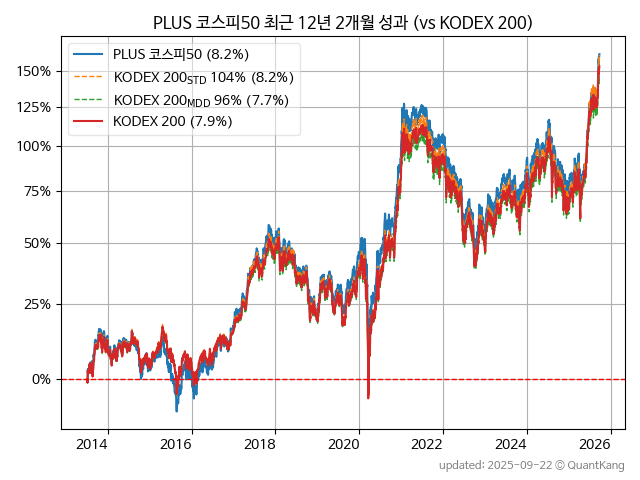 PLUS 코스피50 최근 12년 2개월 성과 (vs KODEX 200)
PLUS 코스피50 (8.2%)
KODEX 200STD 104% (8.2%)
KODEX 200MDD 96% (7.7%)
KODEX 200 (7.9%)
150%
125%
100%
75%
50%
25%
0%
2014 2016 2018 2020 2022 2024 2026
updated: 2025-09-22 © QuantKang